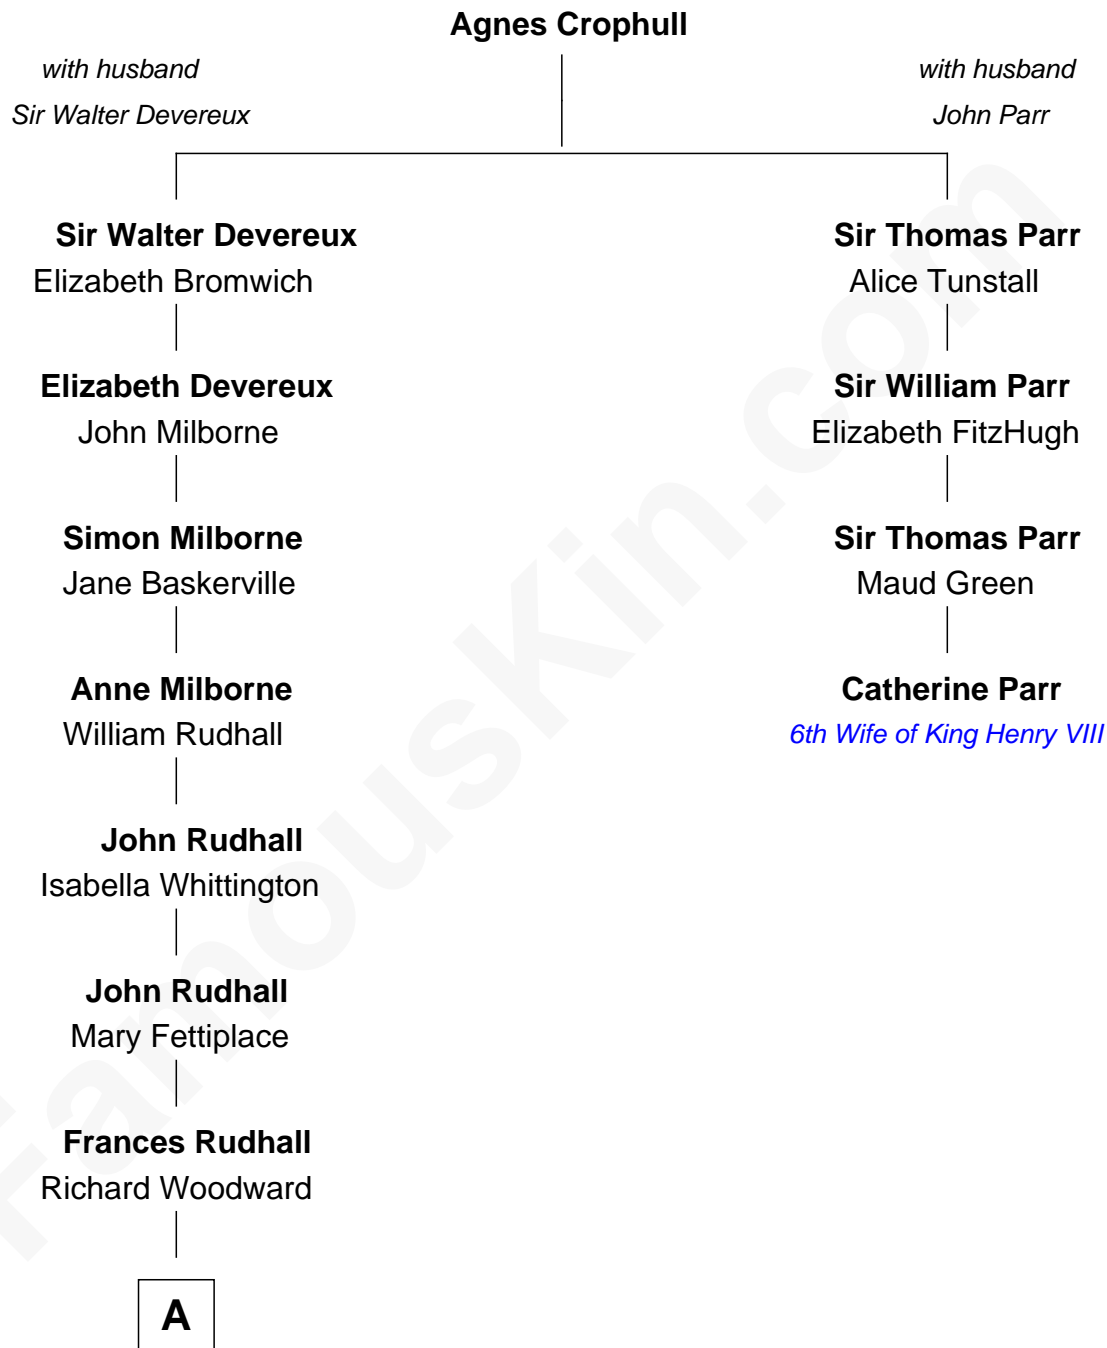 Agnes Crophull
with husband
Sir Walter Devereux
with husband
John Parr
Sir Walter Devereux
Elizabeth Bromwich
Sir Thomas Parr
Alice Tunstall
Elizabeth Devereux
John Milborne
Sir William Parr
Elizabeth FitzHugh
Simon Milborne
Jane Baskerville
Sir Thomas Parr
Maud Green
Anne Milborne
William Rudhall
Catherine Parr
6th Wife of King Henry VIII
John Rudhall
Isabella Whittington
John Rudhall
Mary Fettiplace
Frances Rudhall
Richard Woodward
A
FamousKin.com